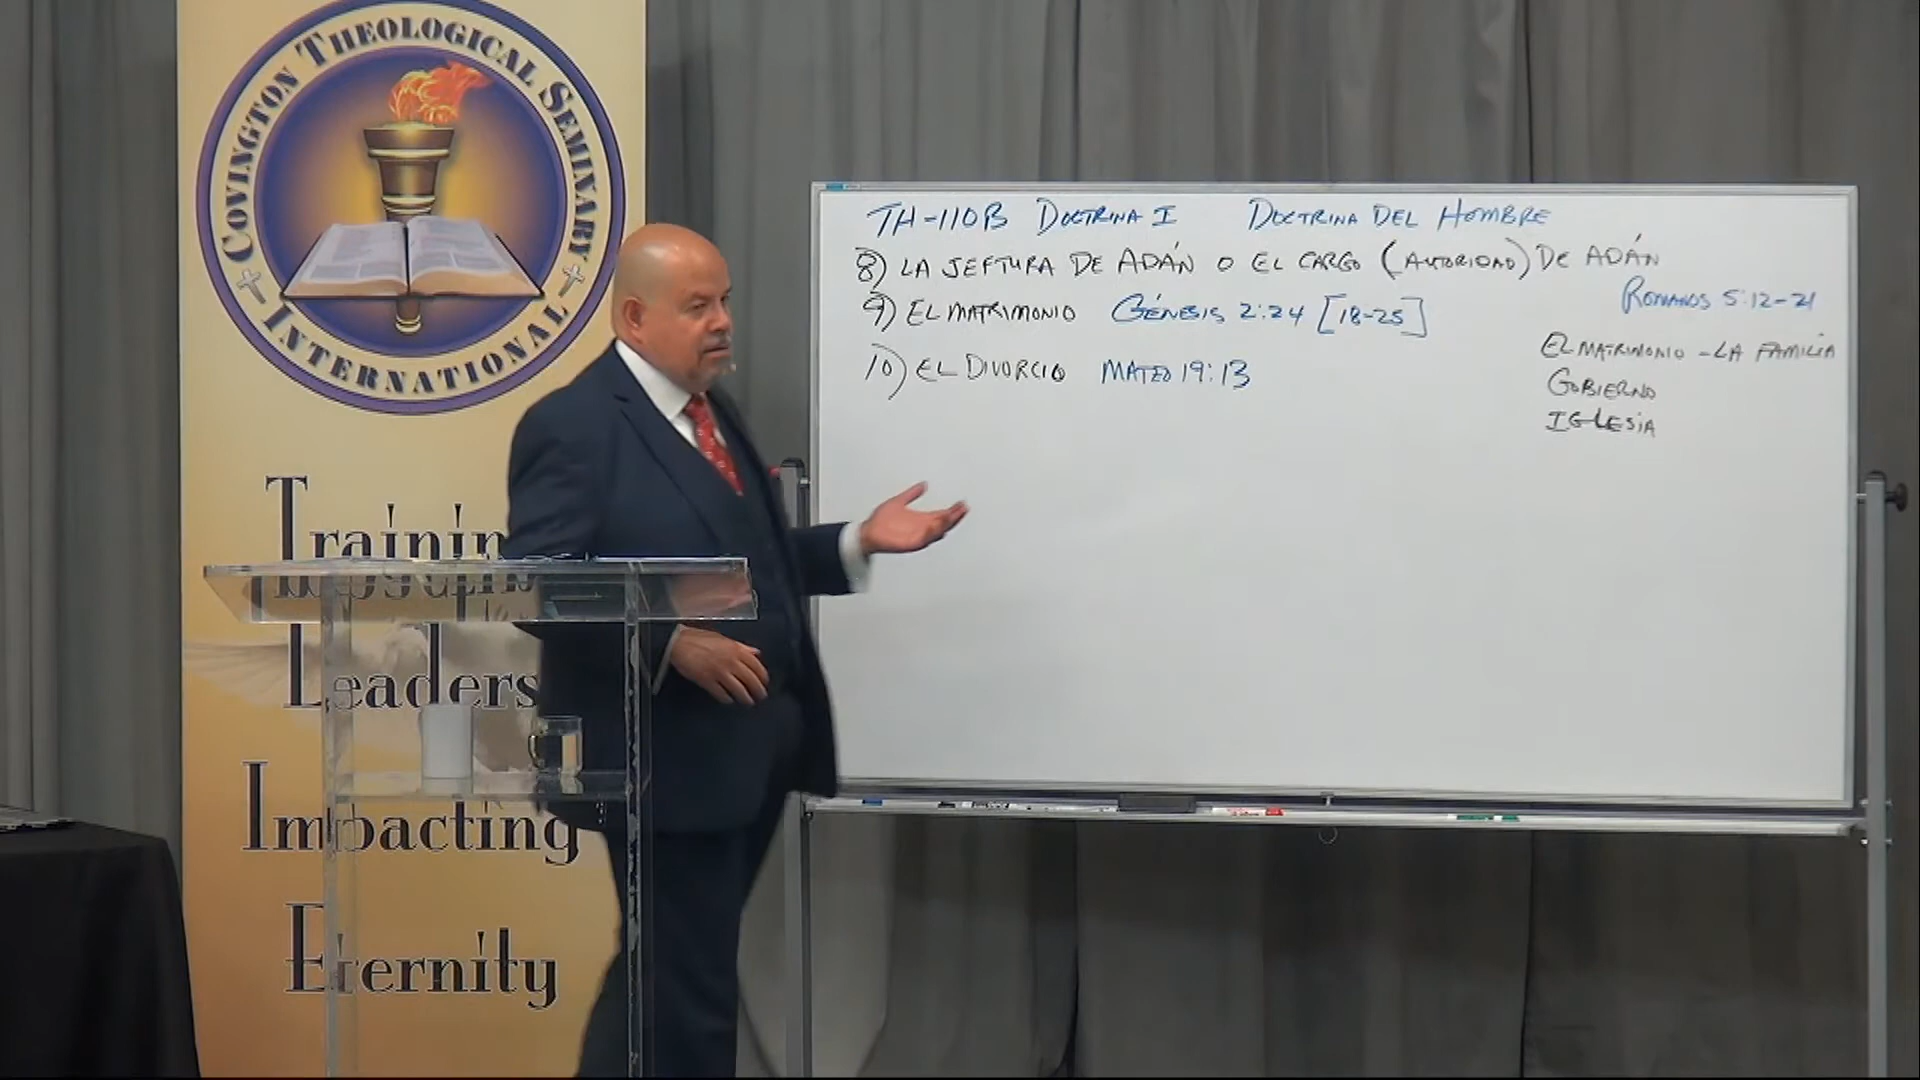 COVINGTON THEOLOGICAL SEMINARY
INTERNATIONAL
Training
Leaders
Impacting
Eternity
TH-110B DOCTRINA I DOCTRINA DEL HOMBRE
8) LA JEFTURA DE ADÁN O EL CARGO (AUTORIDAD) DE ADÁN
ROMANOS 5:12-21
9) EL MATRIMONIO GÉNESIS 2:24 [18-25]
10) EL DIVORCIO MATEO 19:13
EL MATRIMONIO - LA FAMILIA
GOBIERNO
IGLESIA